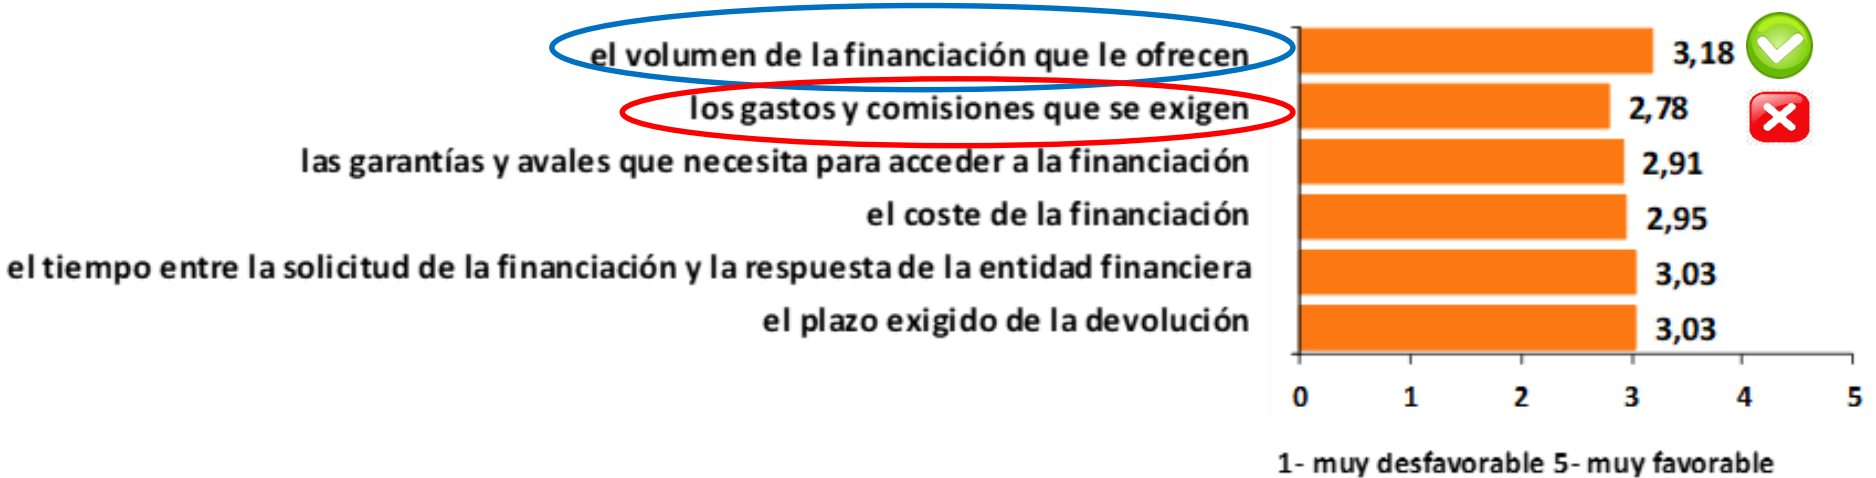 el volumen de la financiación que le ofrecen 3,18
los gastos y comisiones que se exigen 2,78
las garantías y avales que necesita para acceder a la financiación 2,91
el coste de la financiación 2,95
el tiempo entre la solicitud de la financiación y la respuesta de la entidad financiera 3,03
el plazo exigido de la devolución 3,03
0 1 2 3 4 5
1- muy desfavorable 5- muy favorable